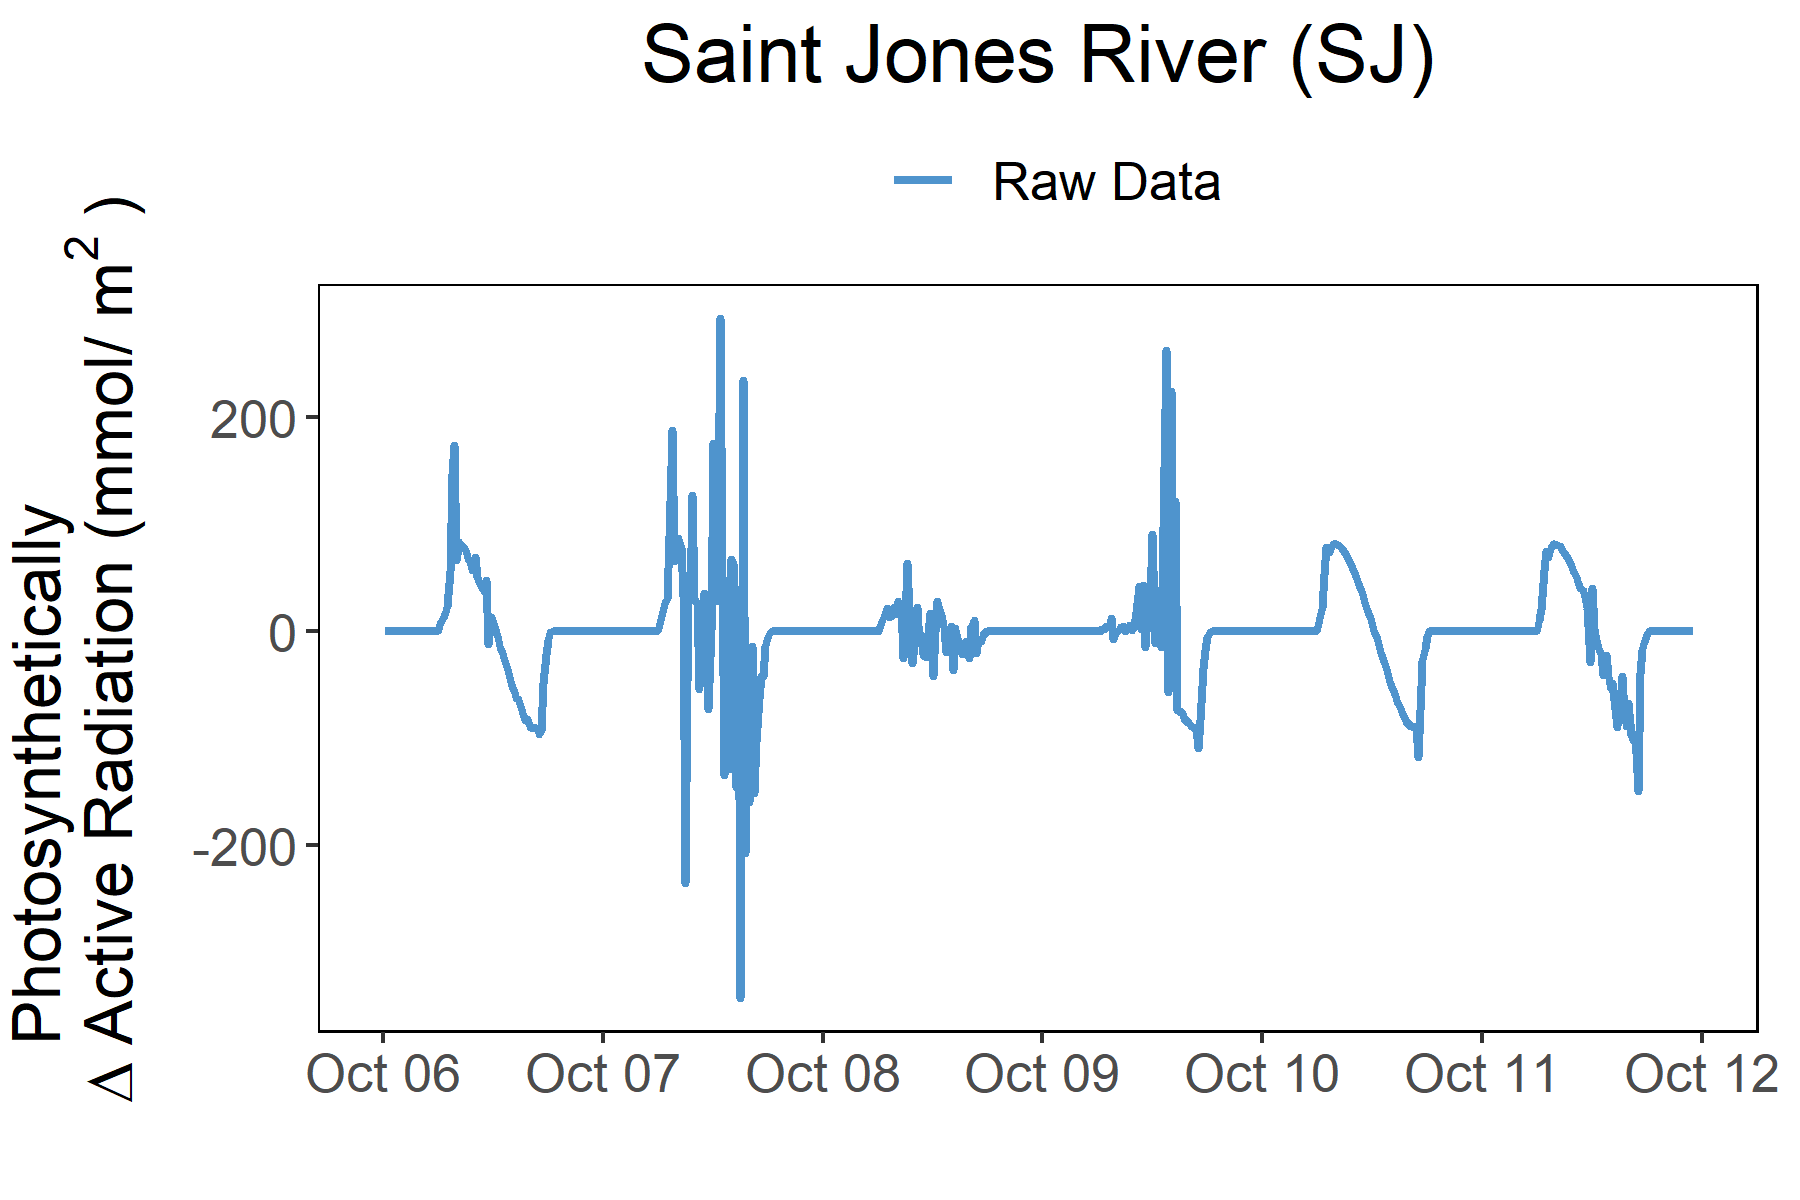 Saint Jones River (SJ)
Raw Data
Photosynthetically
Δ Active Radiation (mmol/ m² )
200
0
-200
Oct 06
Oct 07
Oct 08
Oct 09
Oct 10
Oct 11
Oct 12